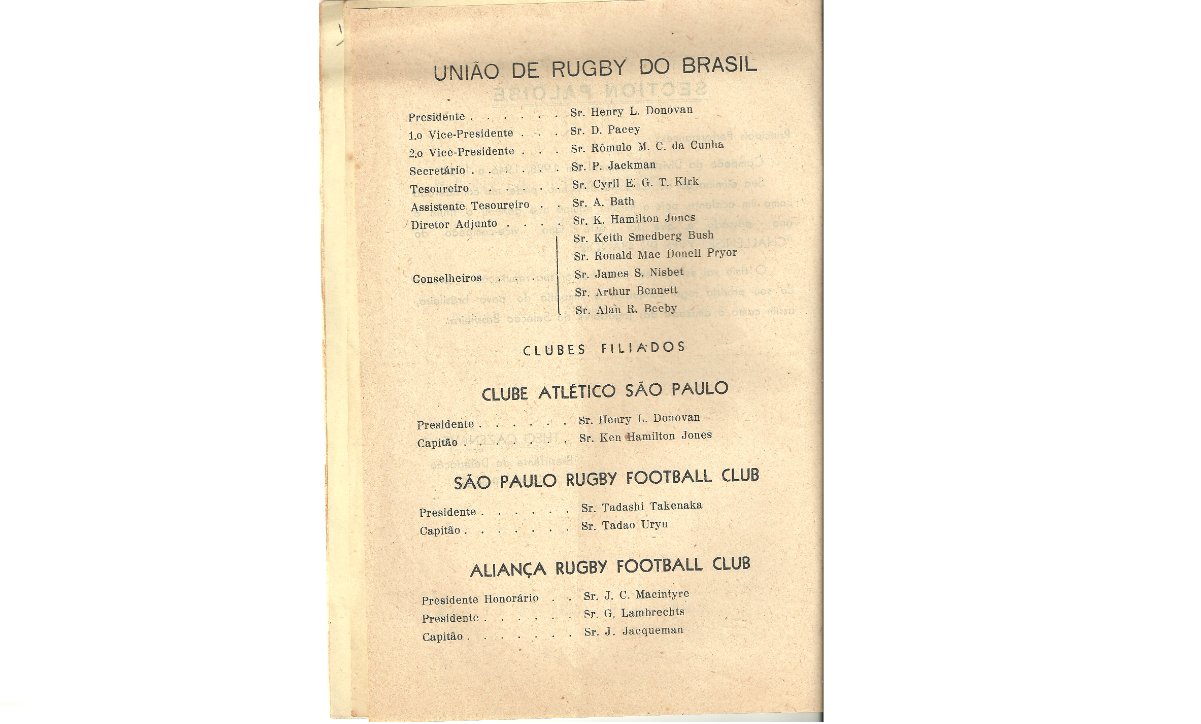 UNIÃO DE RUGBY DO BRASIL
Presidente . . . . . . Sr. Henry L. Donovan
1.o Vice-Presidente . . . Sr. D. Pacey
2.o Vice-Presidente . . . Sr. Rômulo M. C. da Cunha
Secretário . . . . . . Sr. P. Jackman
Tesoureiro . . . . . . Sr. Cyril E. G. T. Kirk
Assistente Tesoureiro . . Sr. A. Bath
Diretor Adjunto . . . . Sr. K. Hamilton Jones
Sr. Keith Smedberg Bush
Sr. Ronald Mac Donell Pryor
Conselheiros . . . . Sr. James S. Nisbet
Sr. Arthur Bennett
Sr. Alan R. Beeby
CLUBES FILIADOS
CLUBE ATLÉTICO SÃO PAULO
Presidente . . . . . . Sr. Henry L. Donovan
Capitão . . . . . . . Sr. Ken Hamilton Jones
SÃO PAULO RUGBY FOOTBALL CLUB
Presidente . . . . . . Sr. Tadashi Takenaka
Capitão . . . . . . . Sr. Tadao Uryu
ALIANÇA RUGBY FOOTBALL CLUB
Presidente Honorário . . Sr. J. C. Macintyre
Presidente . . . . . . Sr. G. Lambrechts
Capitão . . . . . . . Sr. J. Jacqueman